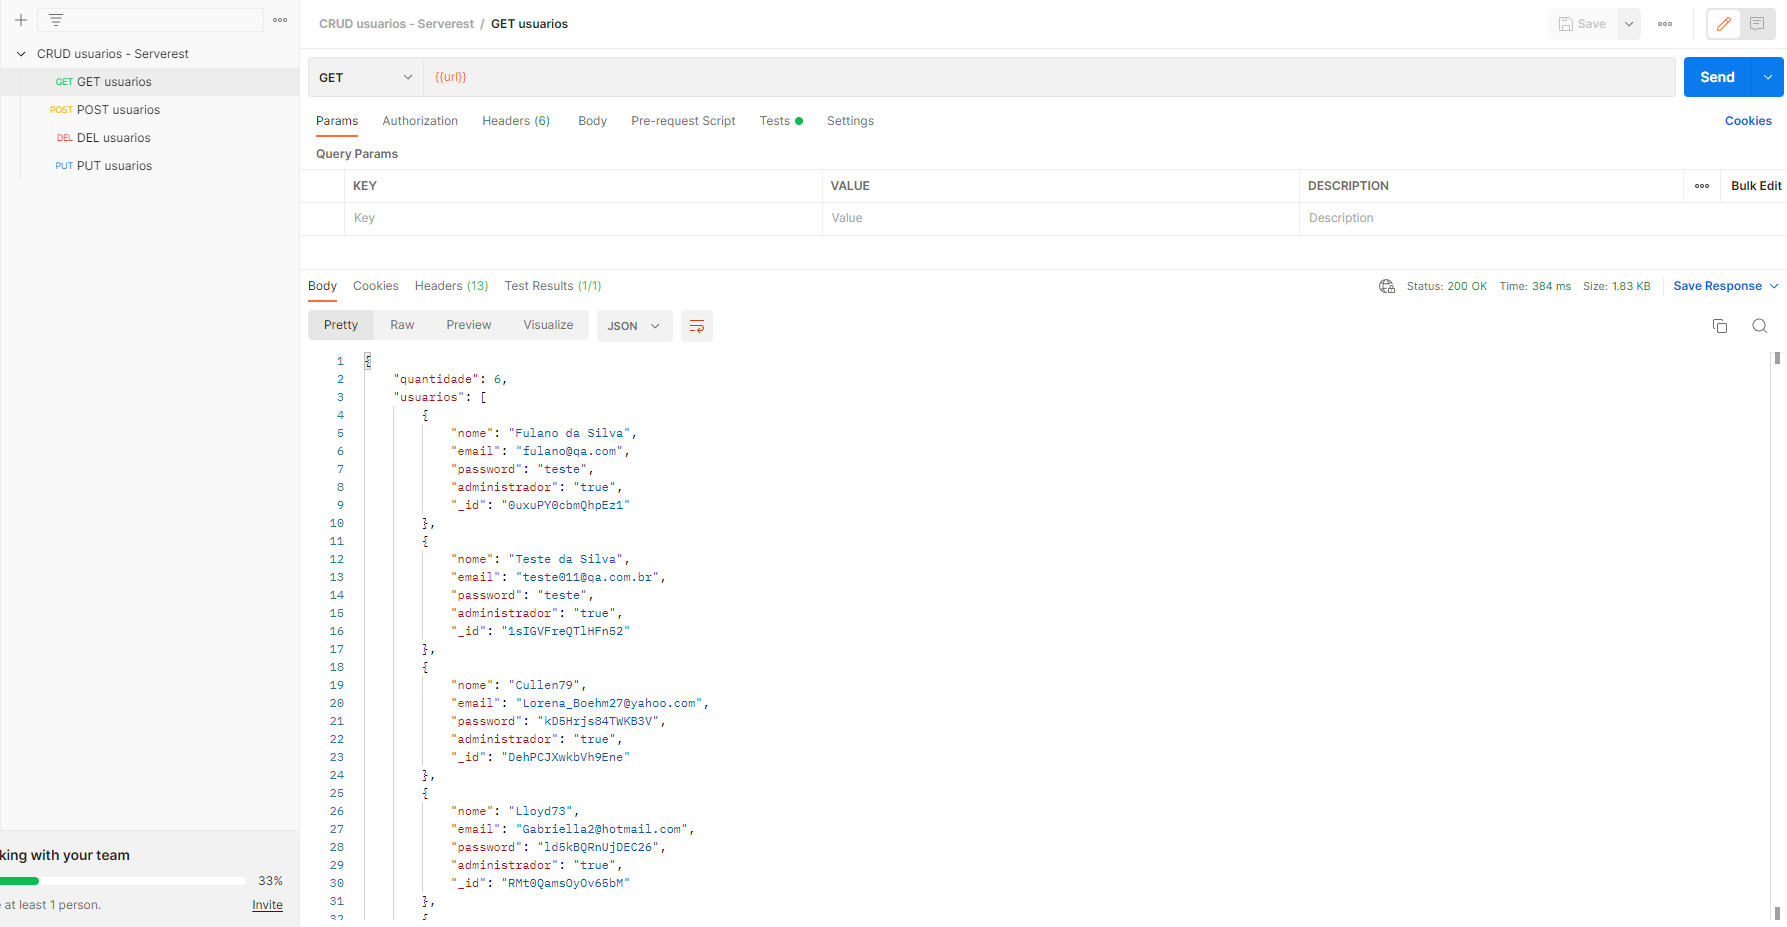 CRUD usuarios - Serverest / GET usuarios
Save
CRUD usuarios - Serverest
GET GET usuarios
POST POST usuarios
DEL DEL usuarios
PUT PUT usuarios
GET {{url}} Send
Params Authorization Headers (6) Body Pre-request Script Tests Settings Cookies
Query Params
KEY VALUE DESCRIPTION Bulk Edit
Key Value Description
Body Cookies Headers (13) Test Results (1/1) Status: 200 OK Time: 384 ms Size: 1.83 KB Save Response
Pretty Raw Preview Visualize JSON
1 {
2 "quantidade": 6,
3 "usuarios": [
4 {
5 "nome": "Fulano da Silva",
6 "email": "fulano@qa.com",
7 "password": "teste",
8 "administrador": "true",
9 "_id": "0uxuPY0cbmQhpEz1"
10 },
11 {
12 "nome": "Teste da Silva",
13 "email": "teste011@qa.com.br",
14 "password": "teste",
15 "administrador": "true",
16 "_id": "1sIGVFreQTlHFn52"
17 },
18 {
19 "nome": "Cullen79",
20 "email": "Lorena_Boehm27@yahoo.com",
21 "password": "kD5Hrjs84TWKB3V",
22 "administrador": "true",
23 "_id": "DehPCJXwkbVh9Ene"
24 },
25 {
26 "nome": "Lloyd73",
27 "email": "Gabriella2@hotmail.com",
28 "password": "ld5kBQRnUjDEC26",
29 "administrador": "true",
30 "_id": "RMt0QamsOyOv65bM"
31 },
32 {
king with your team
33%
e at least 1 person. Invite